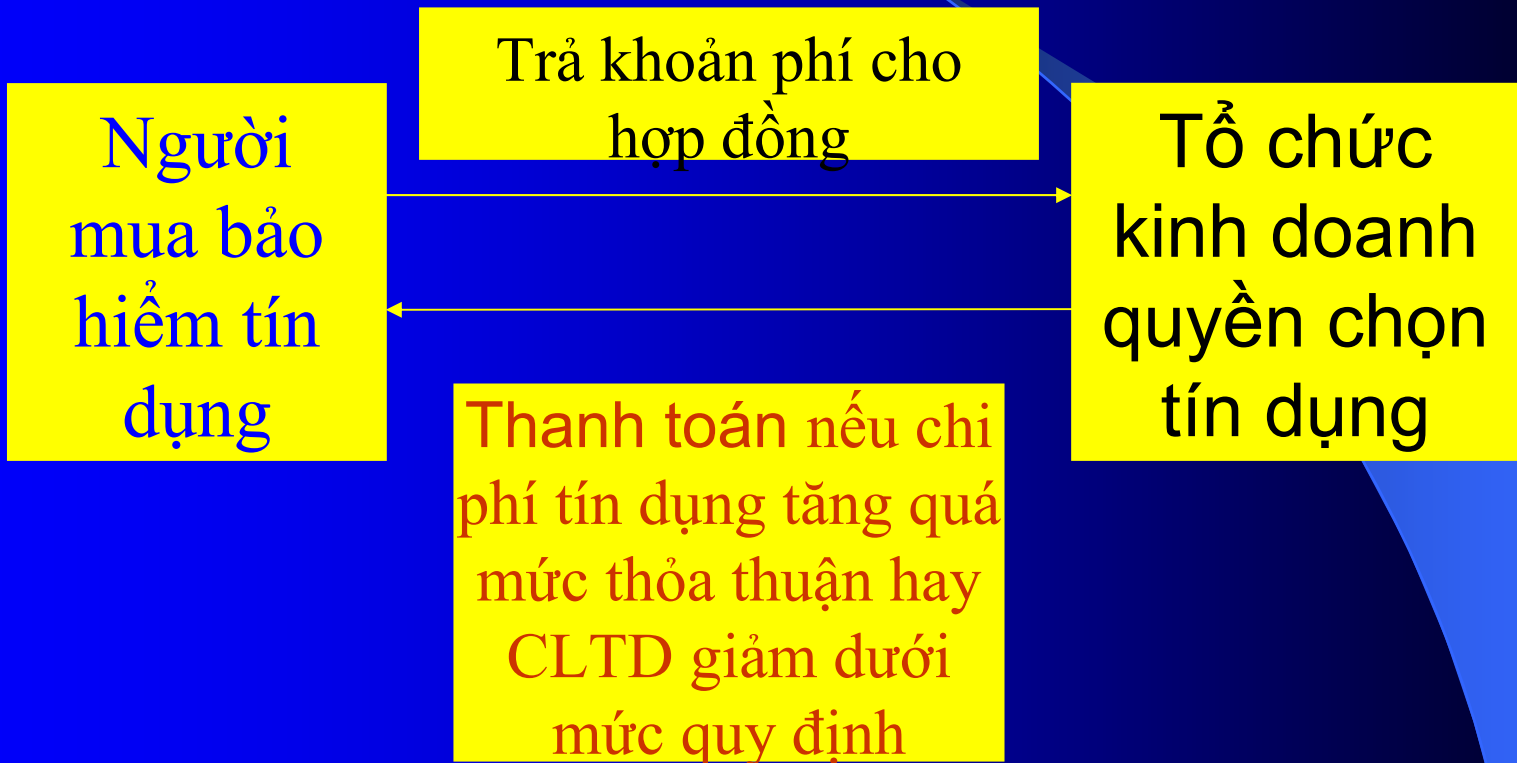 Trả khoản phí cho
hợp đồng
Người
mua bảo
hiểm tín
dụng
Tổ chức
kinh doanh
quyền chọn
tín dụng
Thanh toán nếu chi
phí tín dụng tăng quá
mức thỏa thuận hay
CLTD giảm dưới
mức quy định